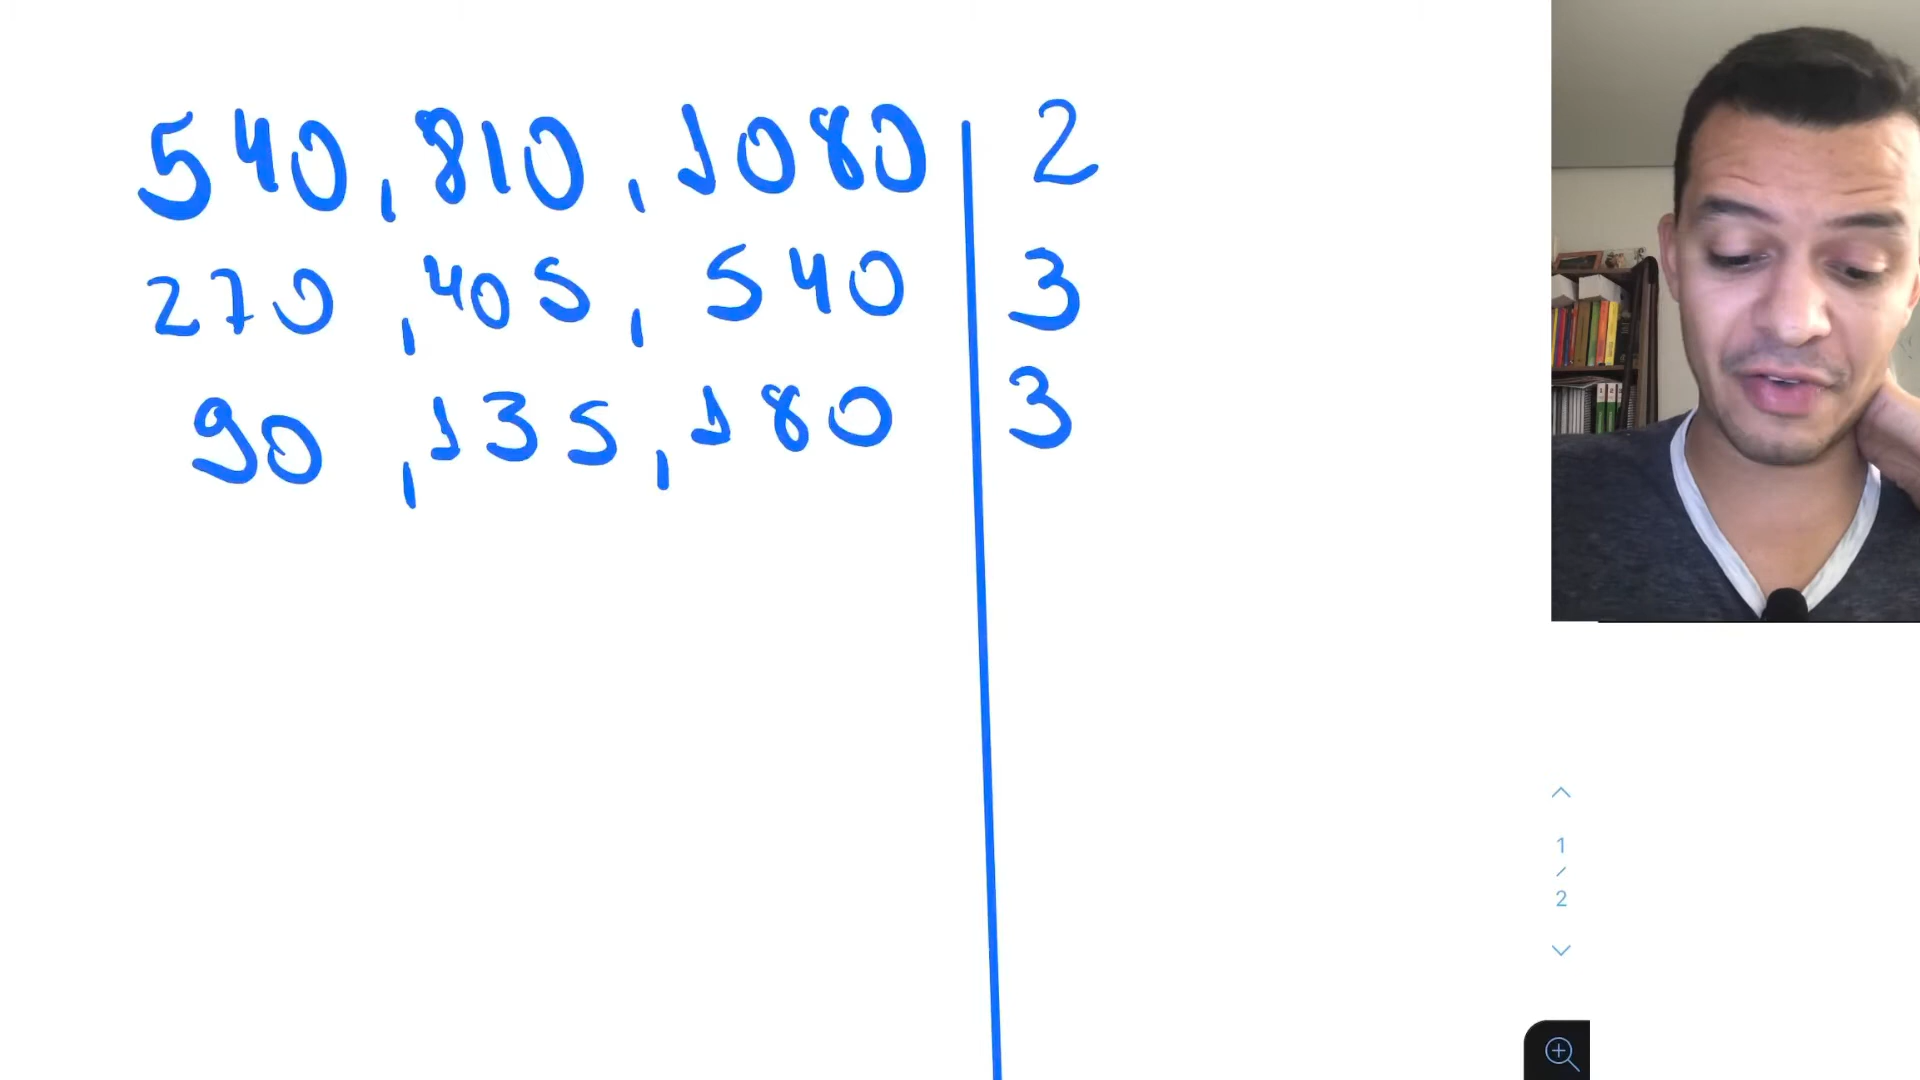 540, 810, 1080 | 2
270, 405, 540 | 3
90, 135, 180 | 3
1
/
2